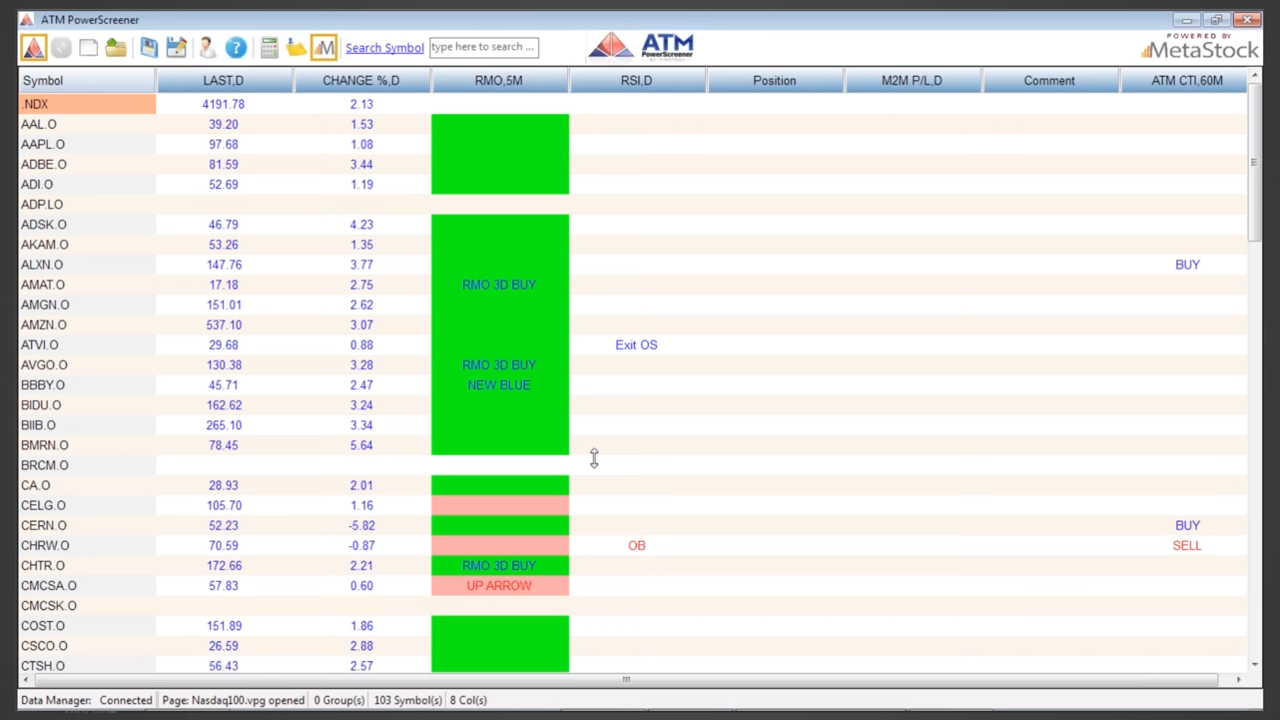 ATM PowerScreener
Search Symbol type here to search ... ATM PowerScreener POWERED BY MetaStock
Symbol LAST,D CHANGE %,D RMO,5M RSI,D Position M2M P/L,D Comment ATM CTI,60M
.NDX 4191.78 2.13
AAL.O 39.20 1.53
AAPL.O 97.68 1.08
ADBE.O 81.59 3.44
ADI.O 52.69 1.19
ADP.LO
ADSK.O 46.79 4.23
AKAM.O 53.26 1.35
ALXN.O 147.76 3.77 BUY
AMAT.O 17.18 2.75 RMO 3D BUY
AMGN.O 151.01 2.62
AMZN.O 537.10 3.07
ATVI.O 29.68 0.88 Exit OS
AVGO.O 130.38 3.28 RMO 3D BUY
BBBY.O 45.71 2.47 NEW BLUE
BIDU.O 162.62 3.24
BIIB.O 265.10 3.34
BMRN.O 78.45 5.64
BRCM.O
CA.O 28.93 2.01
CELG.O 105.70 1.16
CERN.O 52.23 -5.82 BUY
CHRW.O 70.59 -0.87 OB SELL
CHTR.O 172.66 2.21 RMO 3D BUY
CMCSA.O 57.83 0.60 UP ARROW
CMCSK.O
COST.O 151.89 1.86
CSCO.O 26.59 2.88
CTSH.O 56.43 2.57
Data Manager: Connected Page: Nasdaq100.vpg opened 0 Group(s) 103 Symbol(s) 8 Col(s)